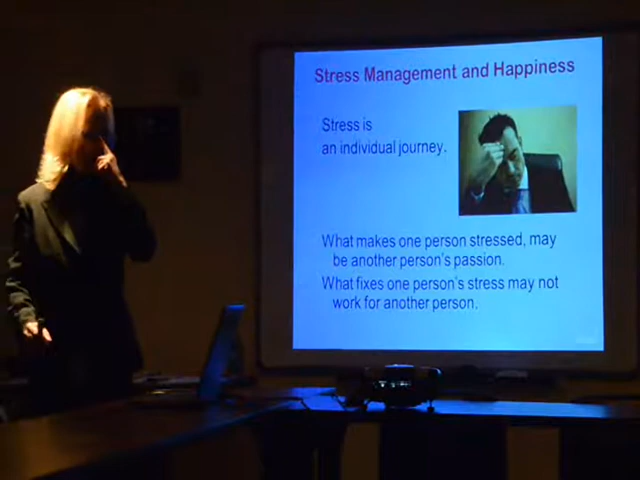 Stress Management and Happiness
Stress is
an individual journey.
What makes one person stressed, may
be another person's passion.
What fixes one person's stress may not
work for another person.